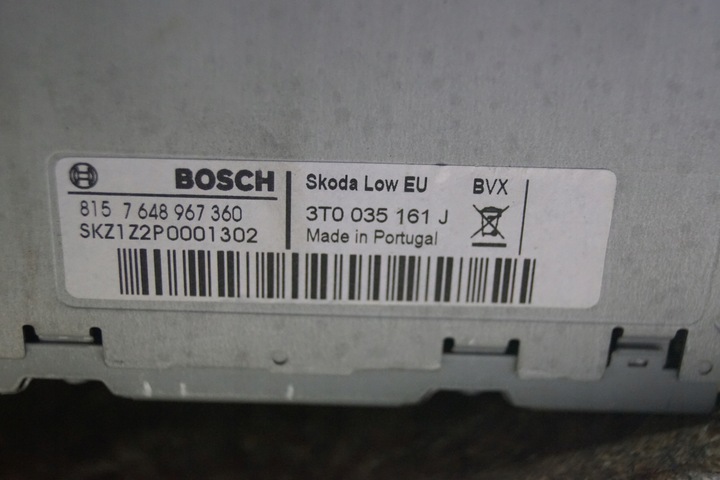 BOSCH
815 7 648 967 360
SKZ1Z2P0001302
Skoda Low EU BVX
3T0 035 161 J
Made in Portugal